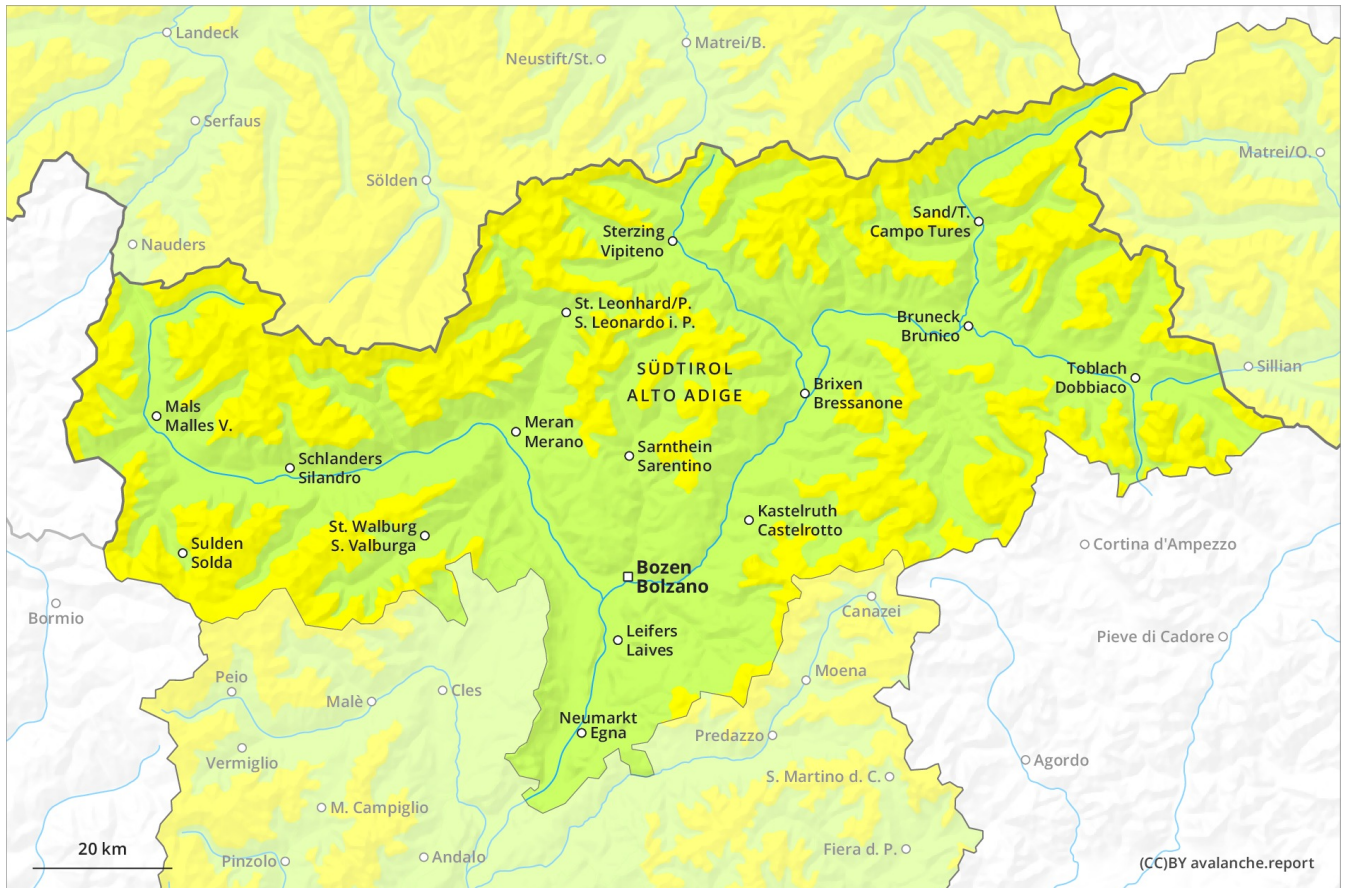 Landeck
Matrei/B.
Neustift/St.
Serfaus
Matrei/O.
Sölden
Sand/T.
Campo Tures
Sterzing
Vipiteno
Nauders
St. Leonhard/P.
S. Leonardo i. P.
Bruneck
Brunico
SÜDTIROL
ALTO ADIGE
Toblach
Dobbiaco
Sillian
Brixen
Bressanone
Mals
Malles V.
Meran
Merano
Sarnthein
Sarentino
Schlanders
Silandro
Kastelruth
Castelrotto
St. Walburg
S. Valburga
Sulden
Solda
Cortina d'Ampezzo
Bozen
Bolzano
Bormio
Canazei
Leifers
Laives
Pieve di Cadore
Peio
Malè
Cles
Moena
Neumarkt
Egna
Predazzo
Vermiglio
Agordo
S. Martino d. C.
M. Campiglio
20 km
Pinzolo
Andalo
Fiera d. P.
(CC)BY avalanche.report